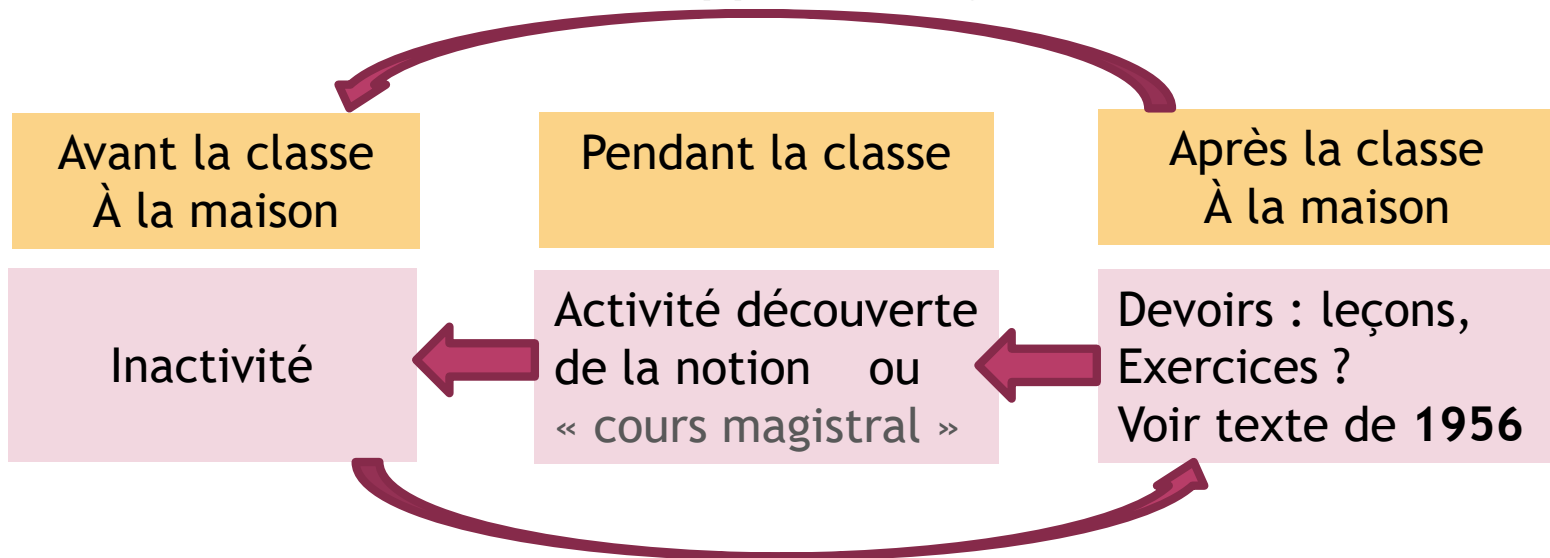 Avant la classe
À la maison
Pendant la classe
Après la classe
À la maison
Inactivité
Activité découverte
de la notion ou
« cours magistral »
Devoirs : leçons,
Exercices ?
Voir texte de 1956